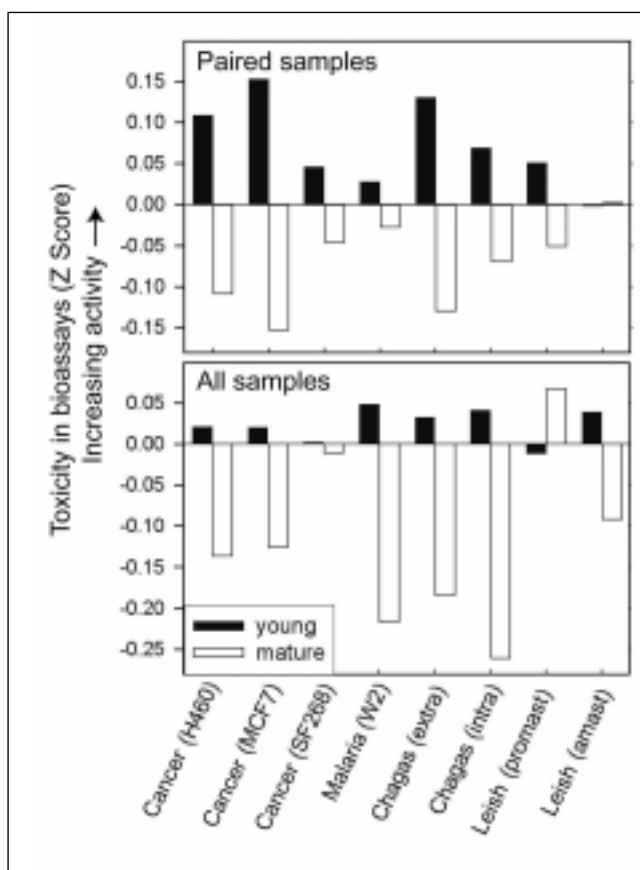 Paired samples
0.15
0.10
0.05
0.00
-0.05
-0.10
-0.15
Toxicity in bioassays (Z Score)
Increasing activity →
All samples
0.05
0.00
-0.05
-0.10
-0.15
-0.20
-0.25
young
mature
Cancer (H460)
Cancer (MCF7)
Cancer (SF268)
Malaria (W2)
Chagas (extra)
Chagas (intra)
Leish (promast)
Leish (amast)